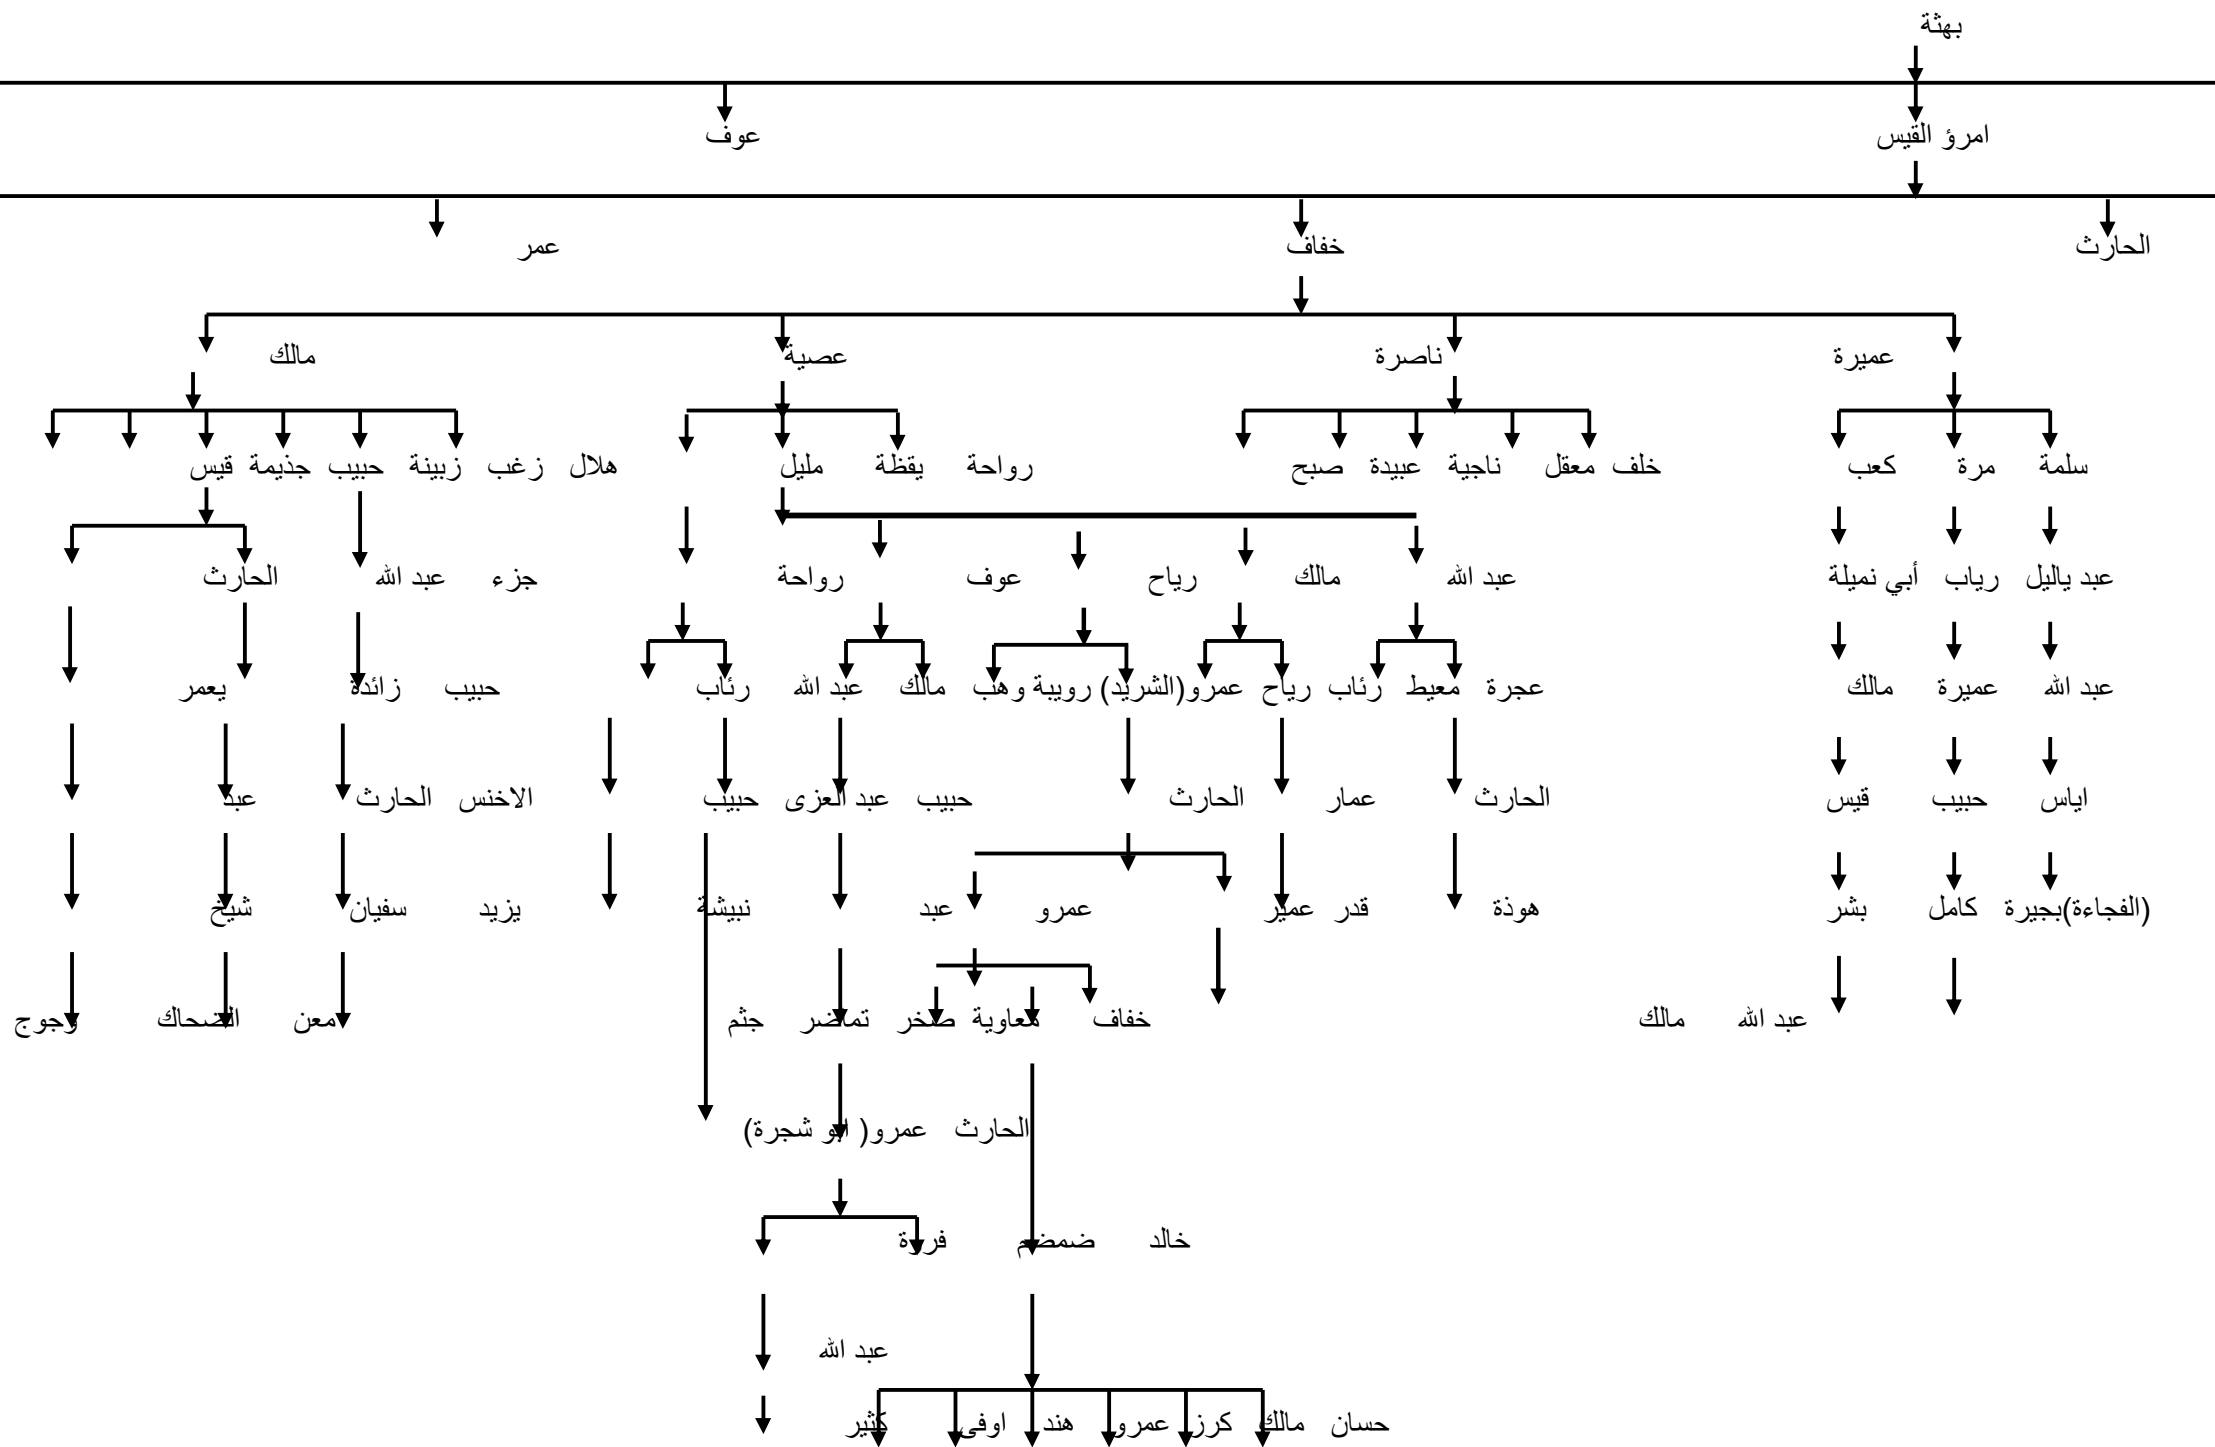 بهثة
امرؤ القيس عوف
الحارث خفاف عمر
عميرة ناصرة عصية مالك
سلمة مرة كعب خلف معقل ناجية عبيدة صبح رواحة يقظة مليل هلال زغب زبينة حبيب جذيمة قيس
عبد ياليل رياب أبي نميلة عبد الله مالك رياح عوف رواحة جزء عبد الله الحارث
عبد الله عميرة مالك عجرة معيط رئاب رياح عمرو(الشريد) رويبة وهب مالك عبد الله رئاب حبيب زائدة يعمر
اياس حبيب قيس الحارث عمار الحارث حبيب عبد العزى حبيب الاخنس الحارث عبد
(الفجاءة)بجيرة كامل بشر هوذة قدر عمير عمرو عبد نبيشة يزيد سفيان شيخ
عبد الله مالك خفاف معاوية صخر تماضر جثم معن الضحاك وجوج
الحارث عمرو( ابو شجرة)
خالد ضمضم فروة
عبد الله
حسان مالك كرز عمرو هند اوفى كثير